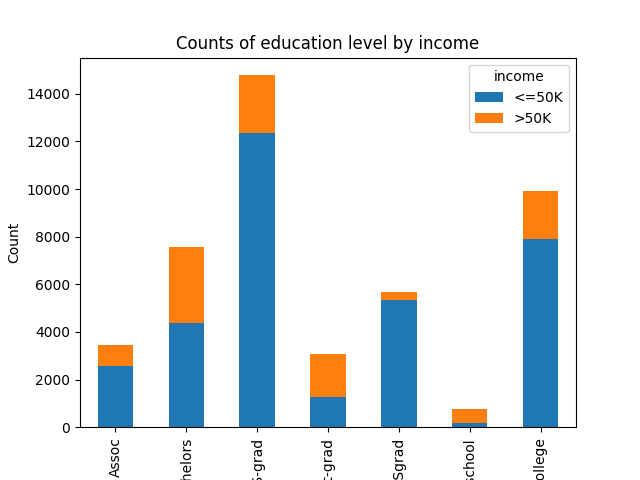 Counts of education level by income
income
<=50K
>50K
Count
14000
12000
10000
8000
6000
4000
2000
0
Assoc
helors
-grad
-grad
Sgrad
school
ollege